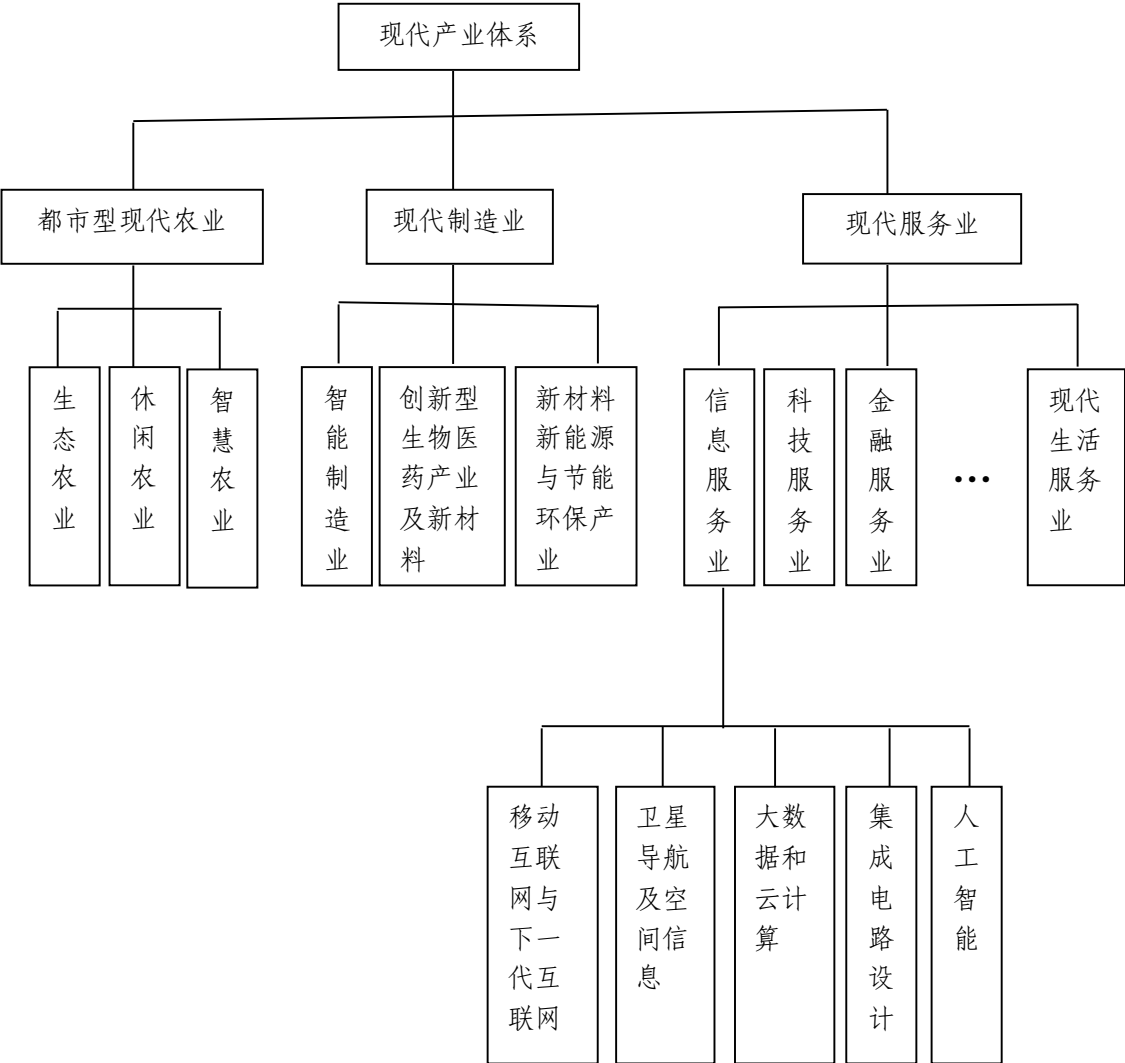 现代产业体系
都市型现代农业
现代制造业
现代服务业
生态农业
休闲农业
智慧农业
智能制造业
创新型
生物医
药产业
及新材
料
新材料
新能源
与节能
环保产
业
信息服务业
科技服务业
金融服务业
...
现代
生活
服务
业
移动
互联
网与
下一
代互
联网
卫星
导航
及空
间信
息
大数
据和
云计
算
集成电路设计
人工智能